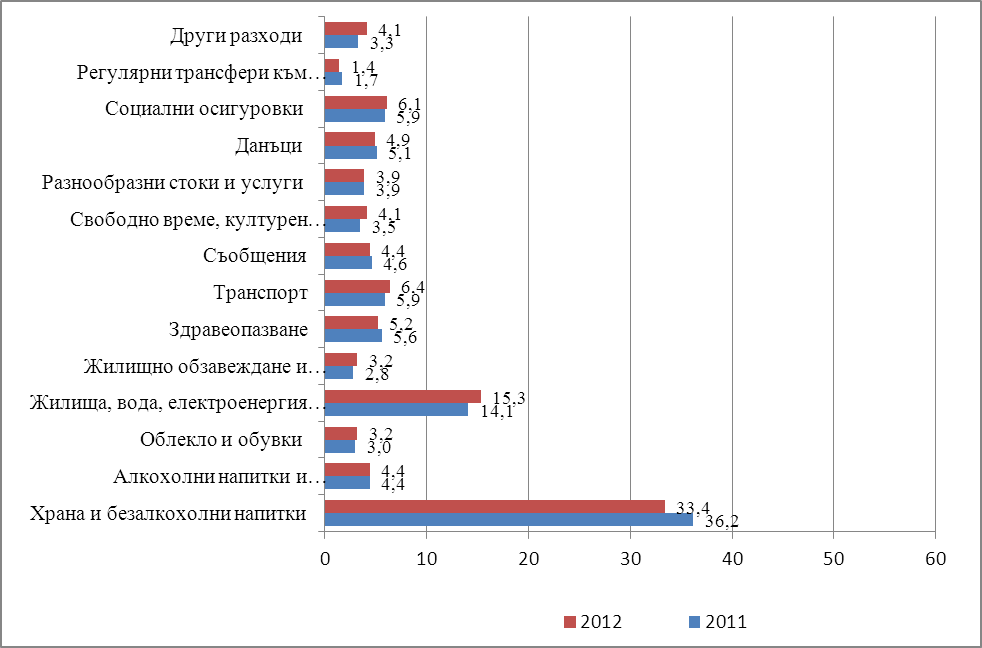 Други разходи
4,1
3,3
Регулярни трансфери към…
1,4
1,7
Социални осигуровки
6,1
5,9
Данъци
4,9
5,1
Разнообразни стоки и услуги
3,9
3,9
Свободно време, културен…
4,1
3,5
Съобщения
4,4
4,6
Транспорт
6,4
5,9
Здравеопазване
5,2
5,6
Жилищно обзавеждане и…
3,2
2,8
Жилища, вода, електроенергия…
15,3
14,1
Облекло и обувки
3,2
3,0
Алкохолни напитки и…
4,4
4,4
Храна и безалкохолни напитки
33,4
36,2
0 10 20 30 40 50 60
2012 2011